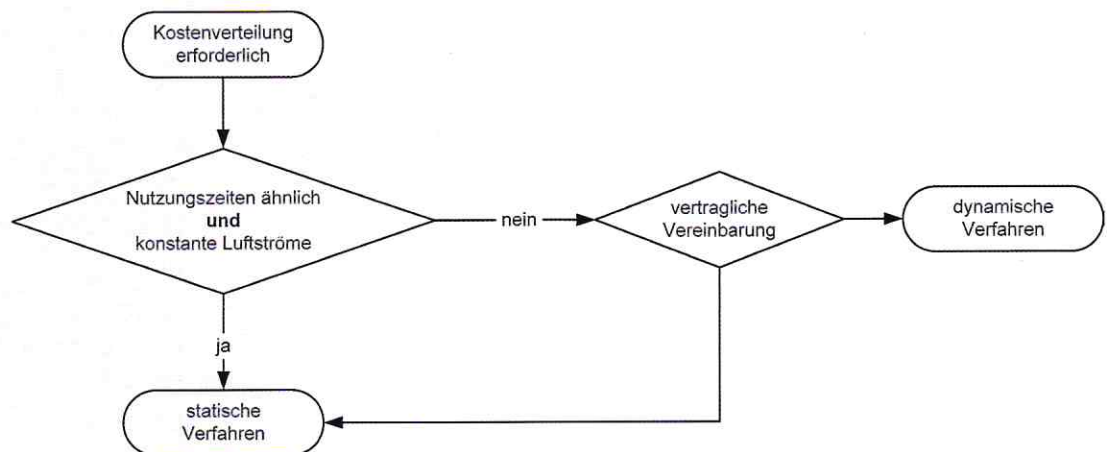 Kostenverteilung
erforderlich
Nutzungszeiten ähnlich
und
konstante Luftströme
nein
vertragliche
Vereinbarung
dynamische
Verfahren
ja
statische
Verfahren